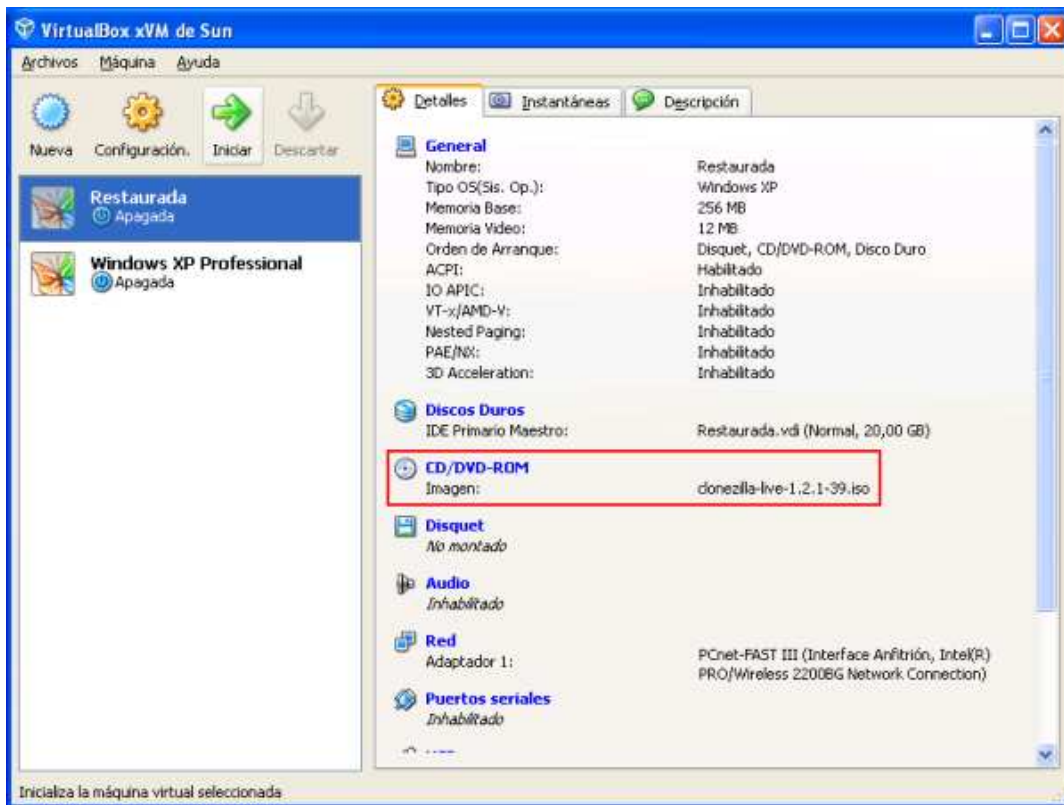 VirtualBox xVM de Sun
Archivos Máquina Ayuda
Nueva Configuración. Iniciar Descartar
Restaurada
Apagada
Windows XP Professional
Apagada
Detalles Instantáneas Descripción
General
Nombre: Restaurada
Tipo OS(Sis. Op.): Windows XP
Memoria Base: 256 MB
Memoria Video: 12 MB
Orden de Arranque: Disquet, CD/DVD-ROM, Disco Duro
ACPI: Habilitado
IO APIC: Inhabilitado
VT-x/AMD-V: Inhabilitado
Nested Paging: Inhabilitado
PAE/NX: Inhabilitado
3D Acceleration: Inhabilitado
Discos Duros
IDE Primario Maestro: Restaurada.vdi (Normal, 20,00 GB)
CD/DVD-ROM
Imagen: clonezilla-live-1.2.1-39.iso
Disquet
No montado
Audio
Inhabilitado
Red
Adaptador 1: PCnet-FAST III (Interface Anfitrión, Intel(R)
PRO/Wireless 2200BG Network Connection)
Puertos seriales
Inhabilitado
Inicializa la máquina virtual seleccionada